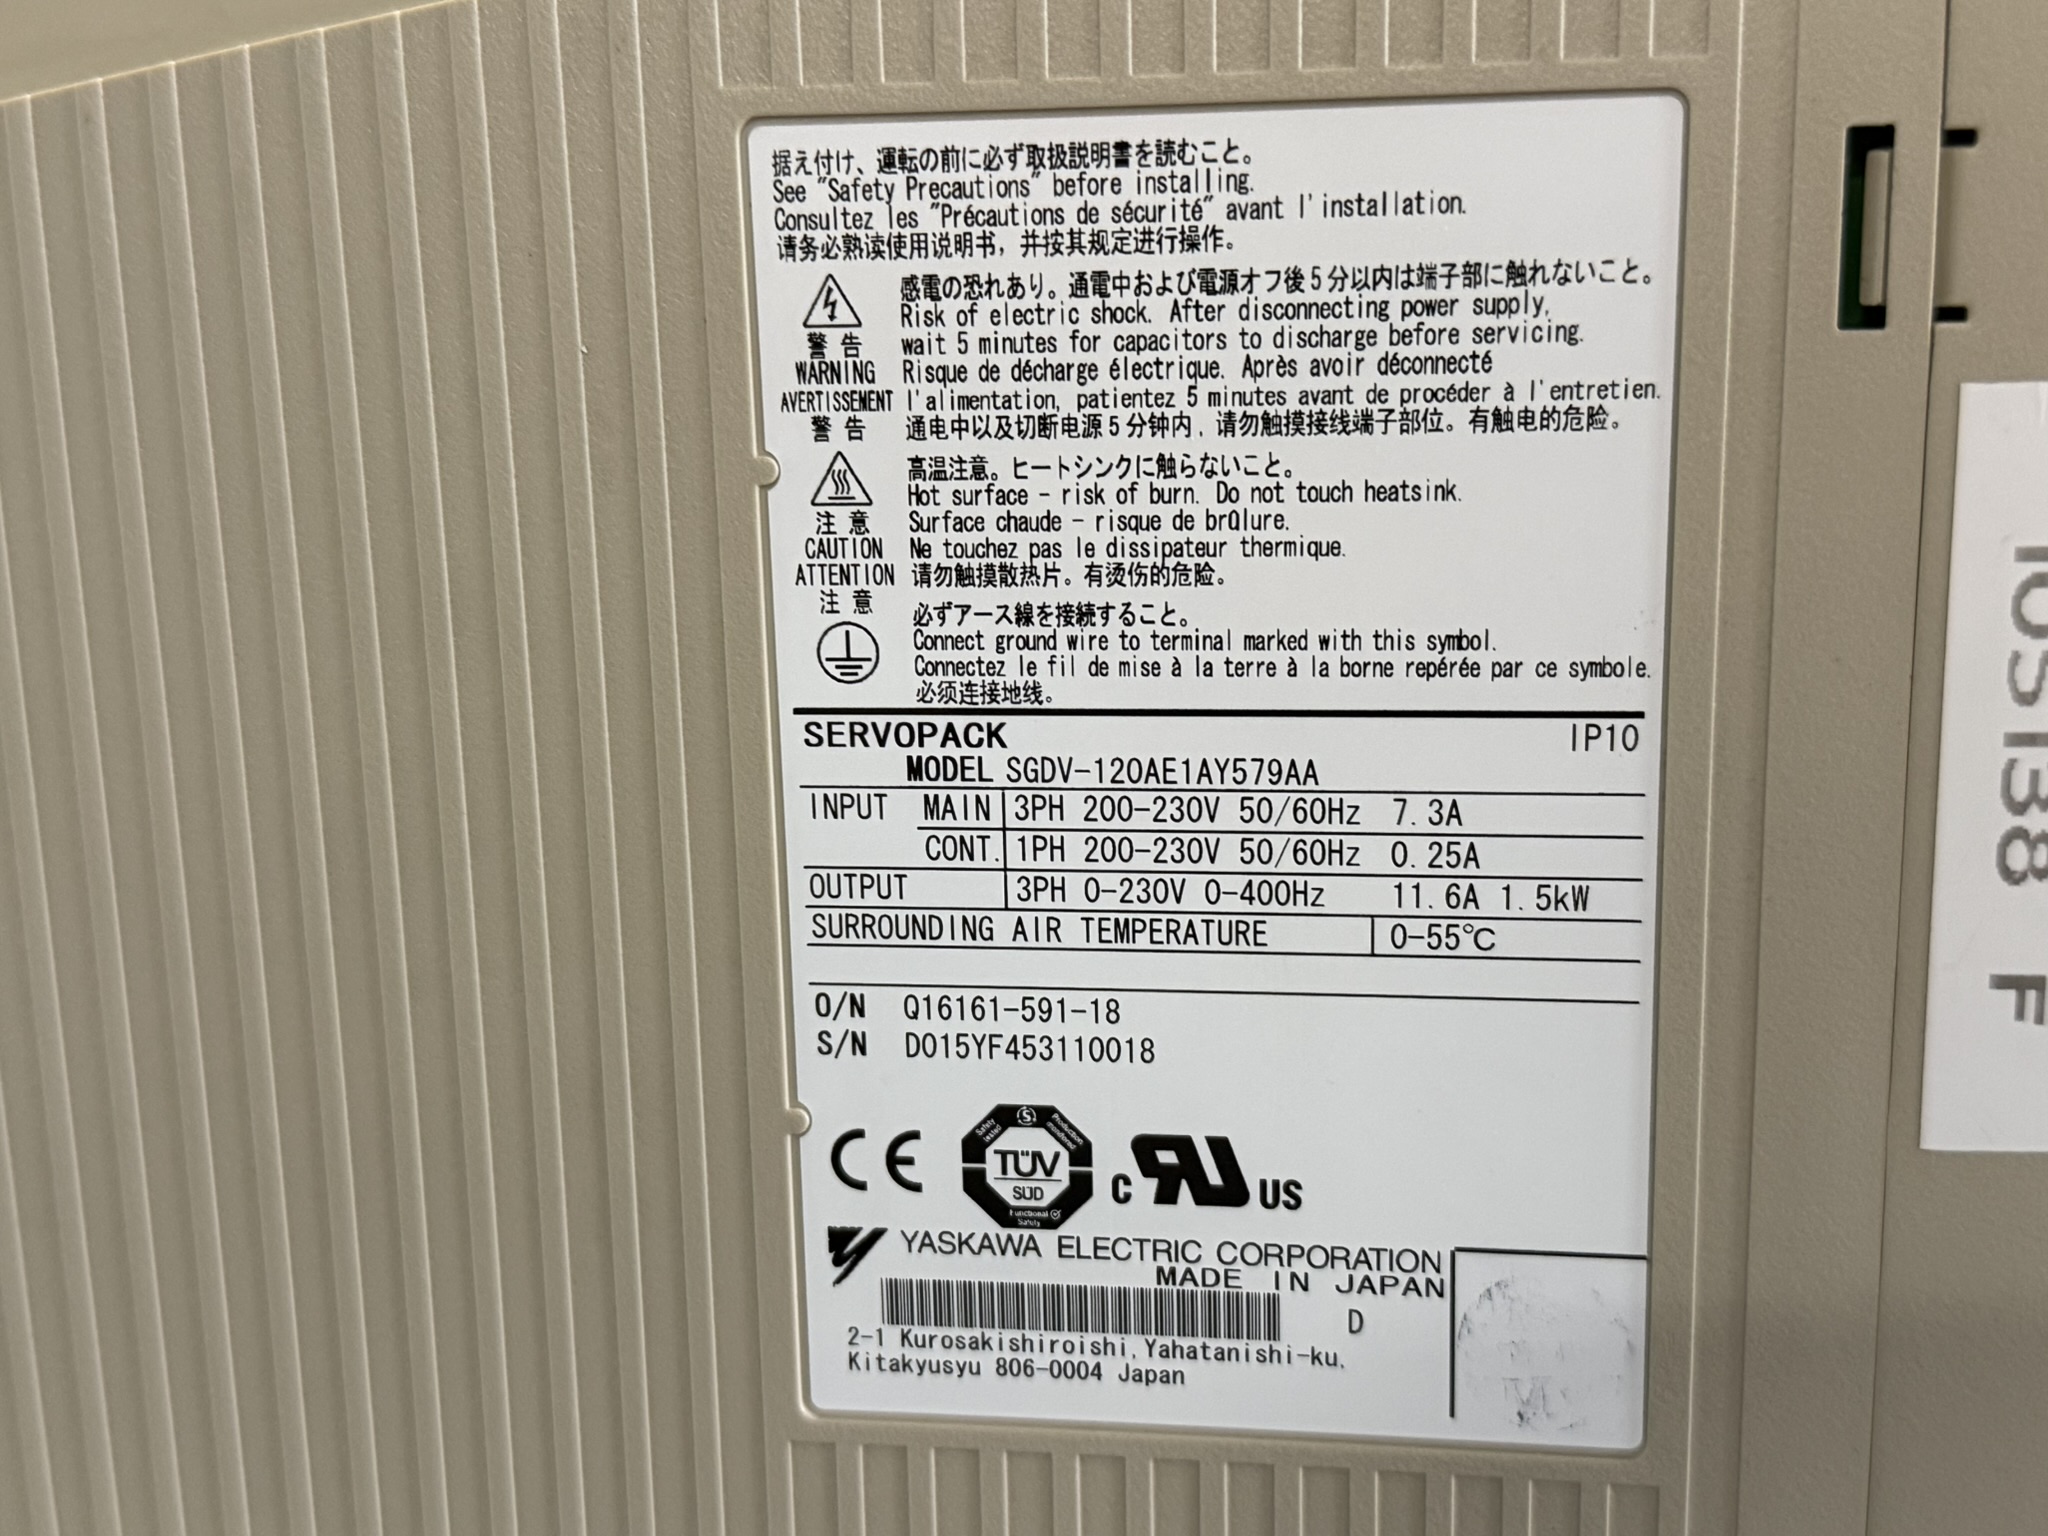 据え付け、運転の前に必ず取扱説明書を読むこと。
See "Safety Precautions" before installing.
Consultez les "Précautions de sécurité" avant l'installation.
请务必熟读使用说明书，并按其规定进行操作。
感電の恐れあり。通電中および電源オフ後5分以内は端子部に触れないこと。
Risk of electric shock. After disconnecting power supply,
警告 wait 5 minutes for capacitors to discharge before servicing.
WARNING Risque de décharge électrique. Après avoir déconnecté
AVERTISSEMENT l'alimentation, patientez 5 minutes avant de procéder à l'entretien.
警告 通电中以及切断电源5分钟内，请勿触摸接线端子部位。有触电的危险。
高温注意。ヒートシンクに触らないこと。
Hot surface - risk of burn. Do not touch heatsink.
注意 Surface chaude - risque de brûlure.
CAUTION Ne touchez pas le dissipateur thermique.
ATTENTION 请勿触摸散热片。有烫伤的危险。
注意
必ずアース線を接続すること。
Connect ground wire to terminal marked with this symbol.
Connectez le fil de mise à la terre à la borne repérée par ce symbole.
必须连接地线。
SERVOPACK IP10
MODEL SGDV-120AE1AY579AA
INPUT MAIN 3PH 200-230V 50/60Hz 7.3A
CONT. 1PH 200-230V 50/60Hz 0.25A
OUTPUT 3PH 0-230V 0-400Hz 11.6A 1.5kW
SURROUNDING AIR TEMPERATURE 0-55℃
O/N Q16161-591-18
S/N D015YF453110018
CE
Safety tested
Production monitored
TÜV
SÜD
Functional Safety
c RU US
YASKAWA ELECTRIC CORPORATION
MADE IN JAPAN
D
2-1 Kurosakishiroishi, Yahatanishi-ku,
Kitakyusyu 806-0004 Japan
10S138 F